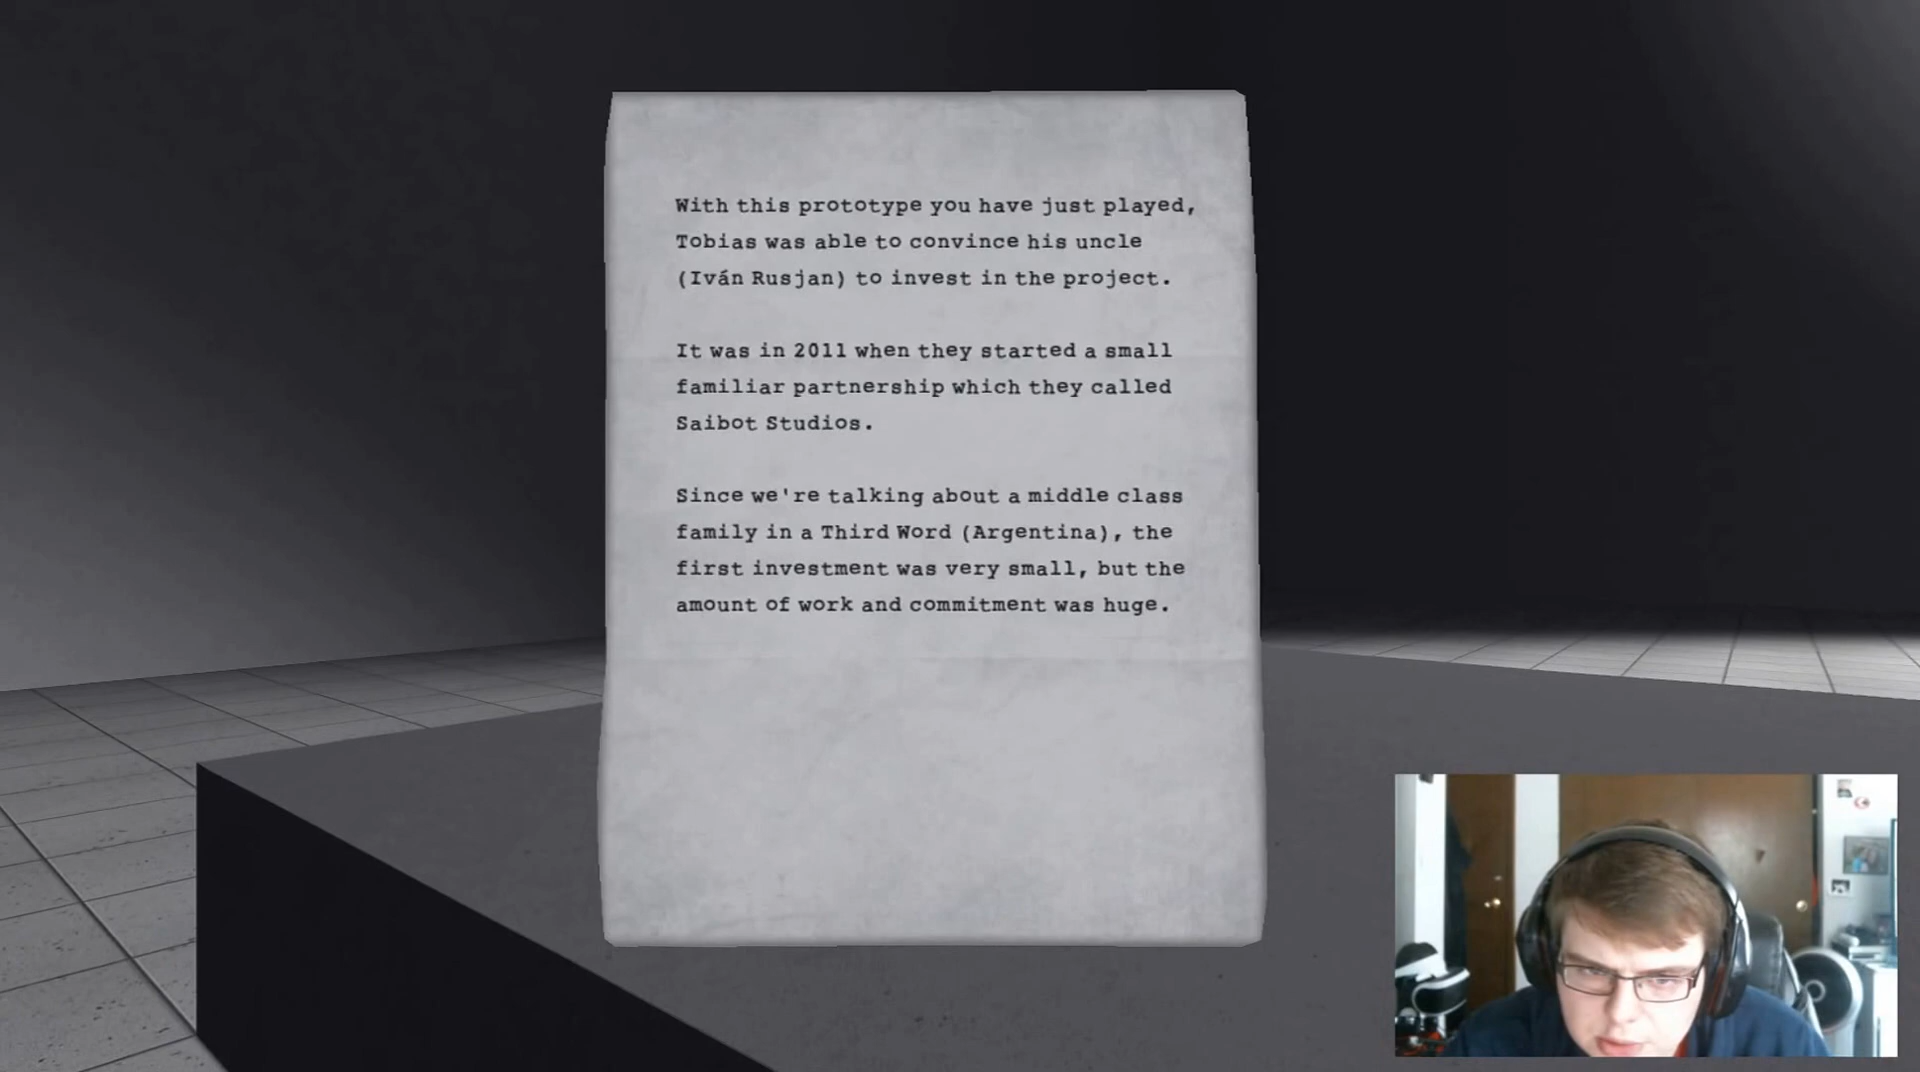 With this prototype you have just played,
Tobias was able to convince his uncle
(Iván Rusjan) to invest in the project.
It was in 2011 when they started a small
familiar partnership which they called
Saibot Studios.
Since we're talking about a middle class
family in a Third Word (Argentina), the
first investment was very small, but the
amount of work and commitment was huge.